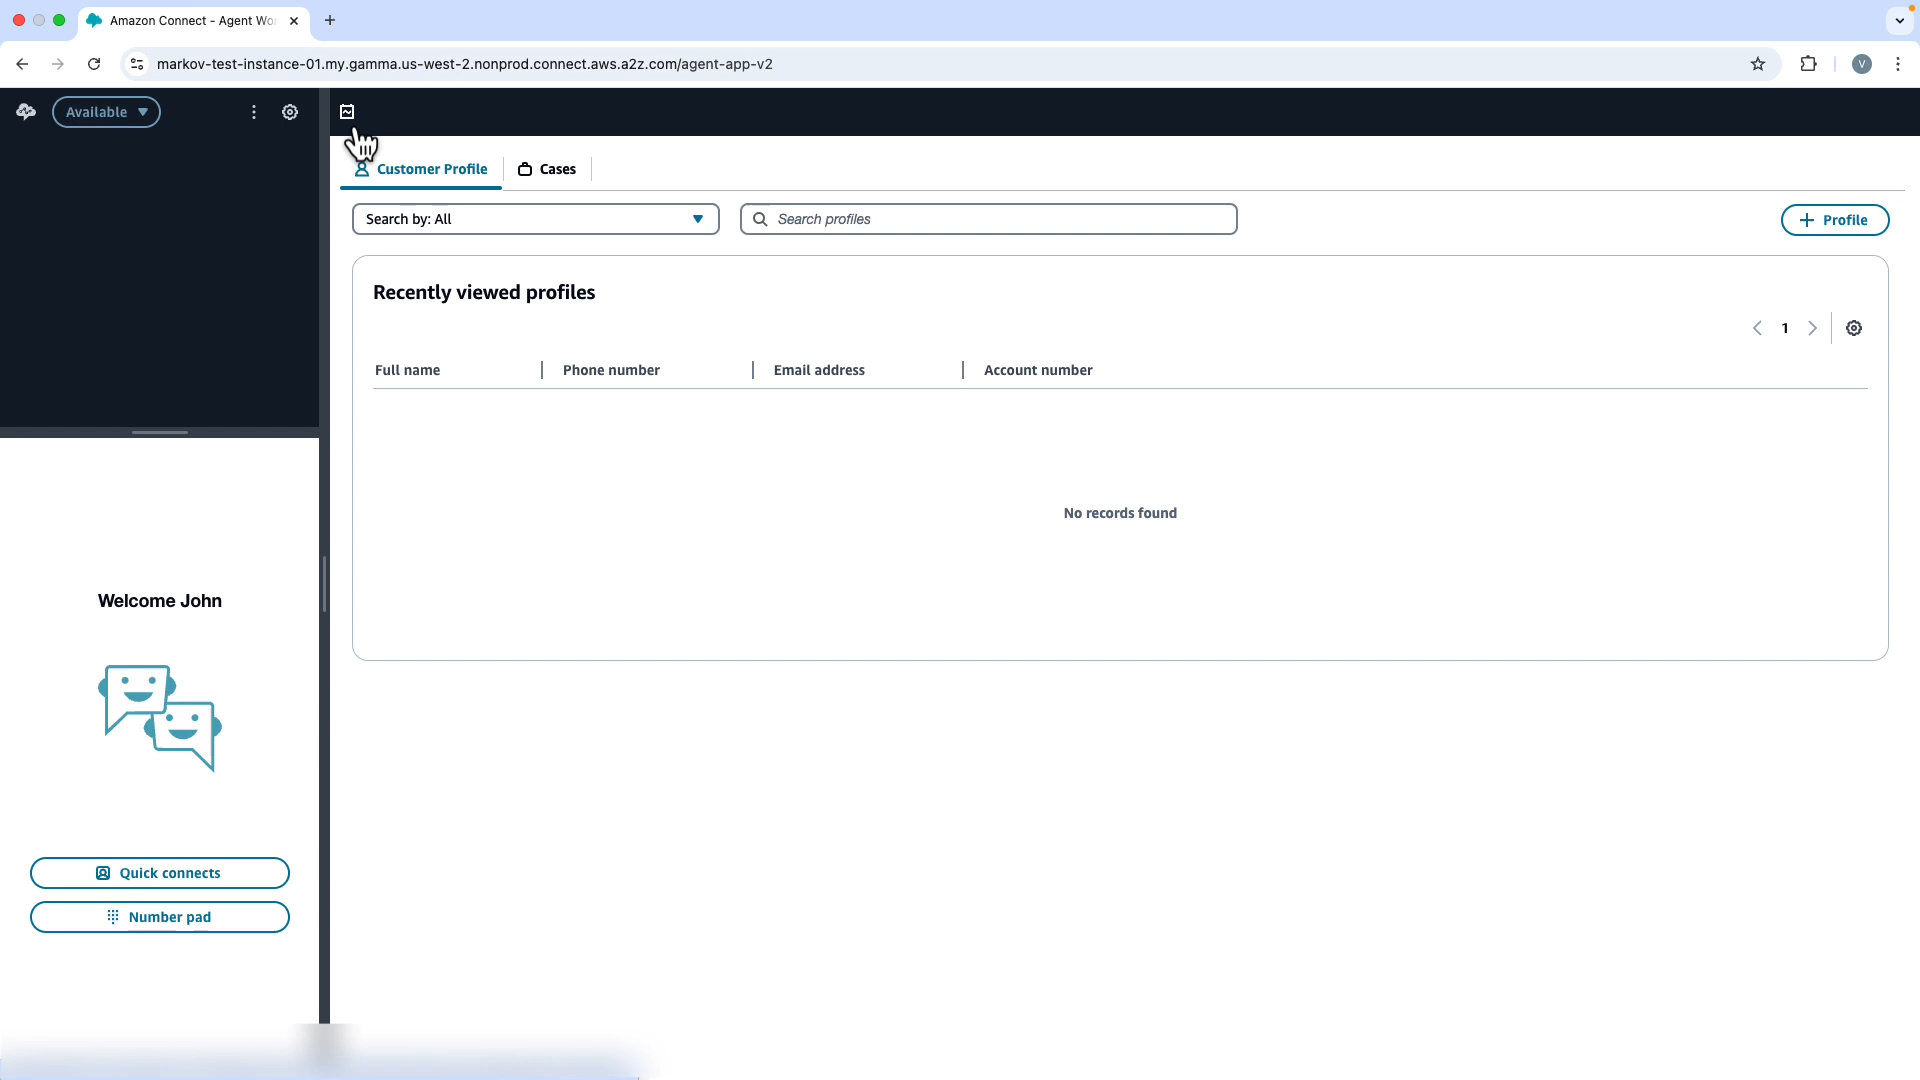 Amazon Connect - Agent Wo
markov-test-instance-01.my.gamma.us-west-2.nonprod.connect.aws.a2z.com/agent-app-v2
V
Available
Customer Profile
Cases
Search by: All
Search profiles
Profile
Recently viewed profiles
1
Full name
Phone number
Email address
Account number
No records found
Welcome John
Quick connects
Number pad